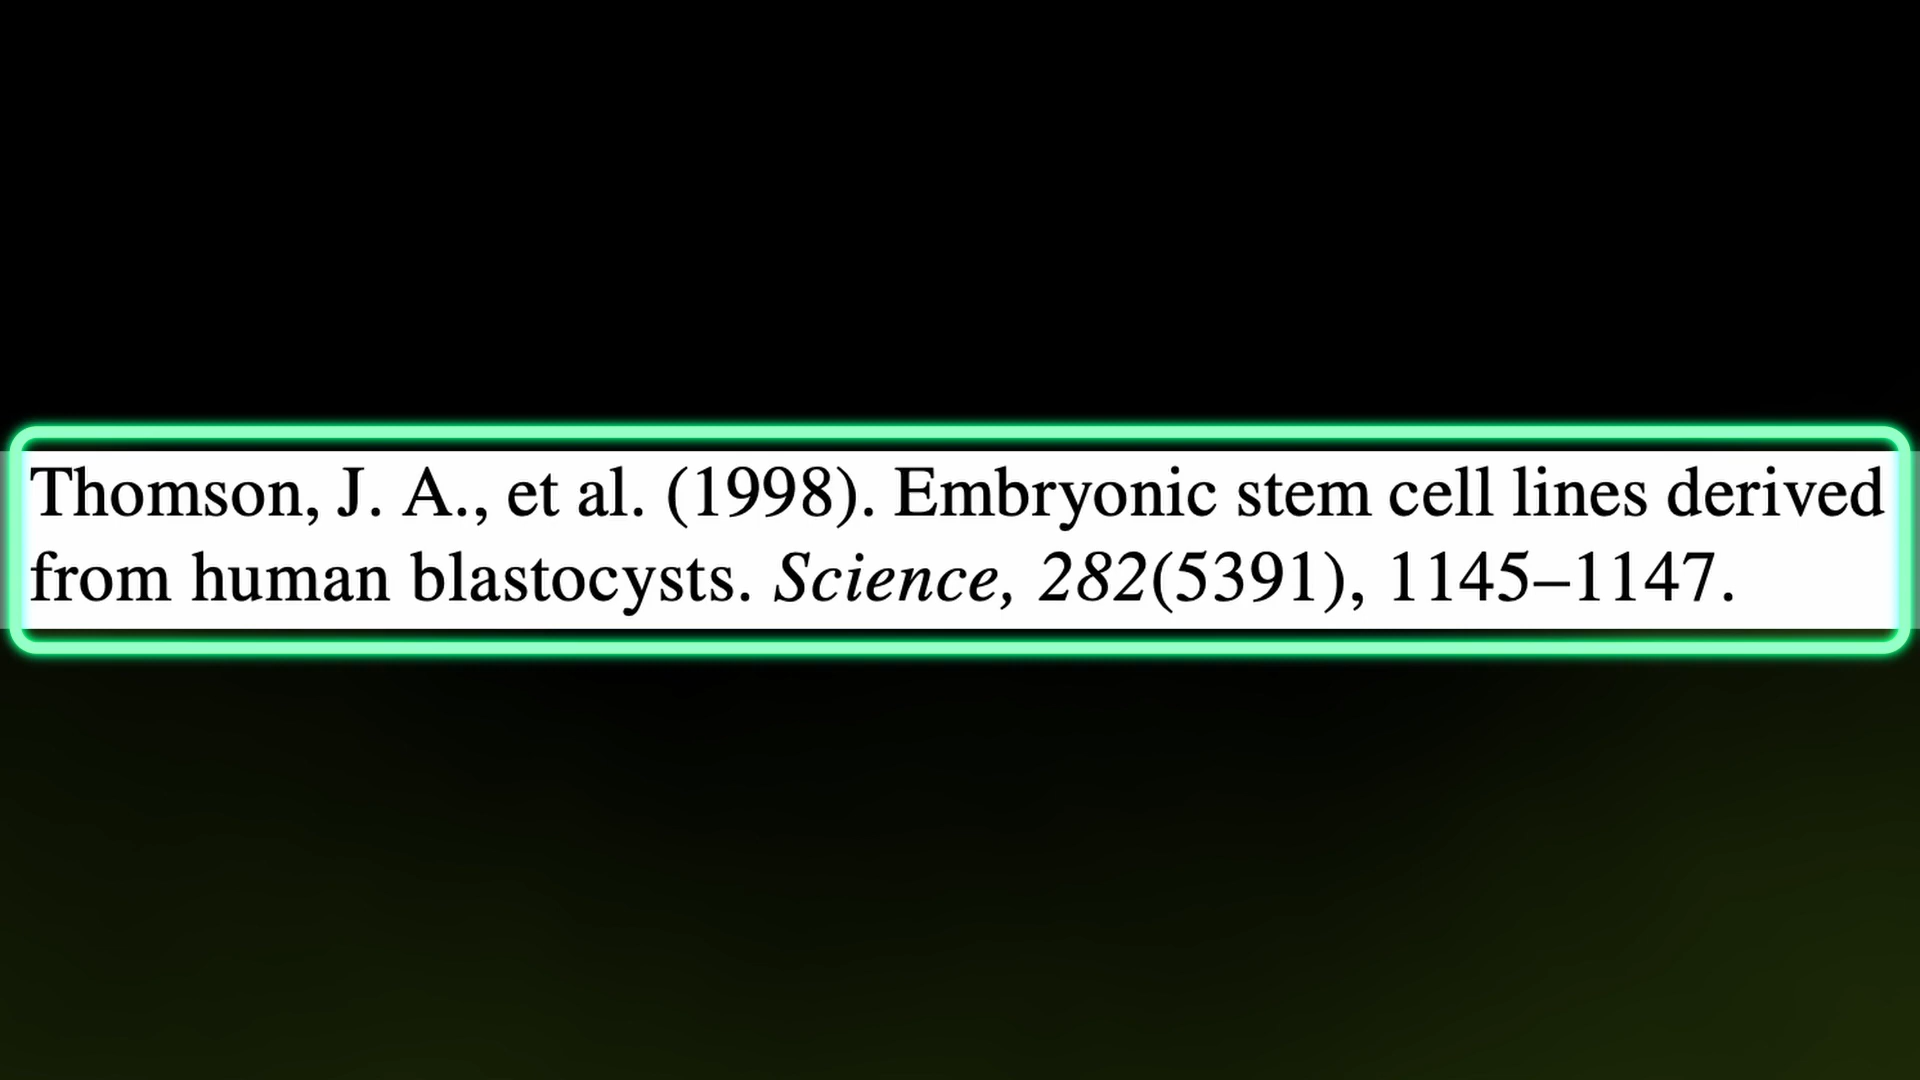 Thomson, J. A., et al. (1998). Embryonic stem cell lines derived
from human blastocysts. Science, 282(5391), 1145–1147.